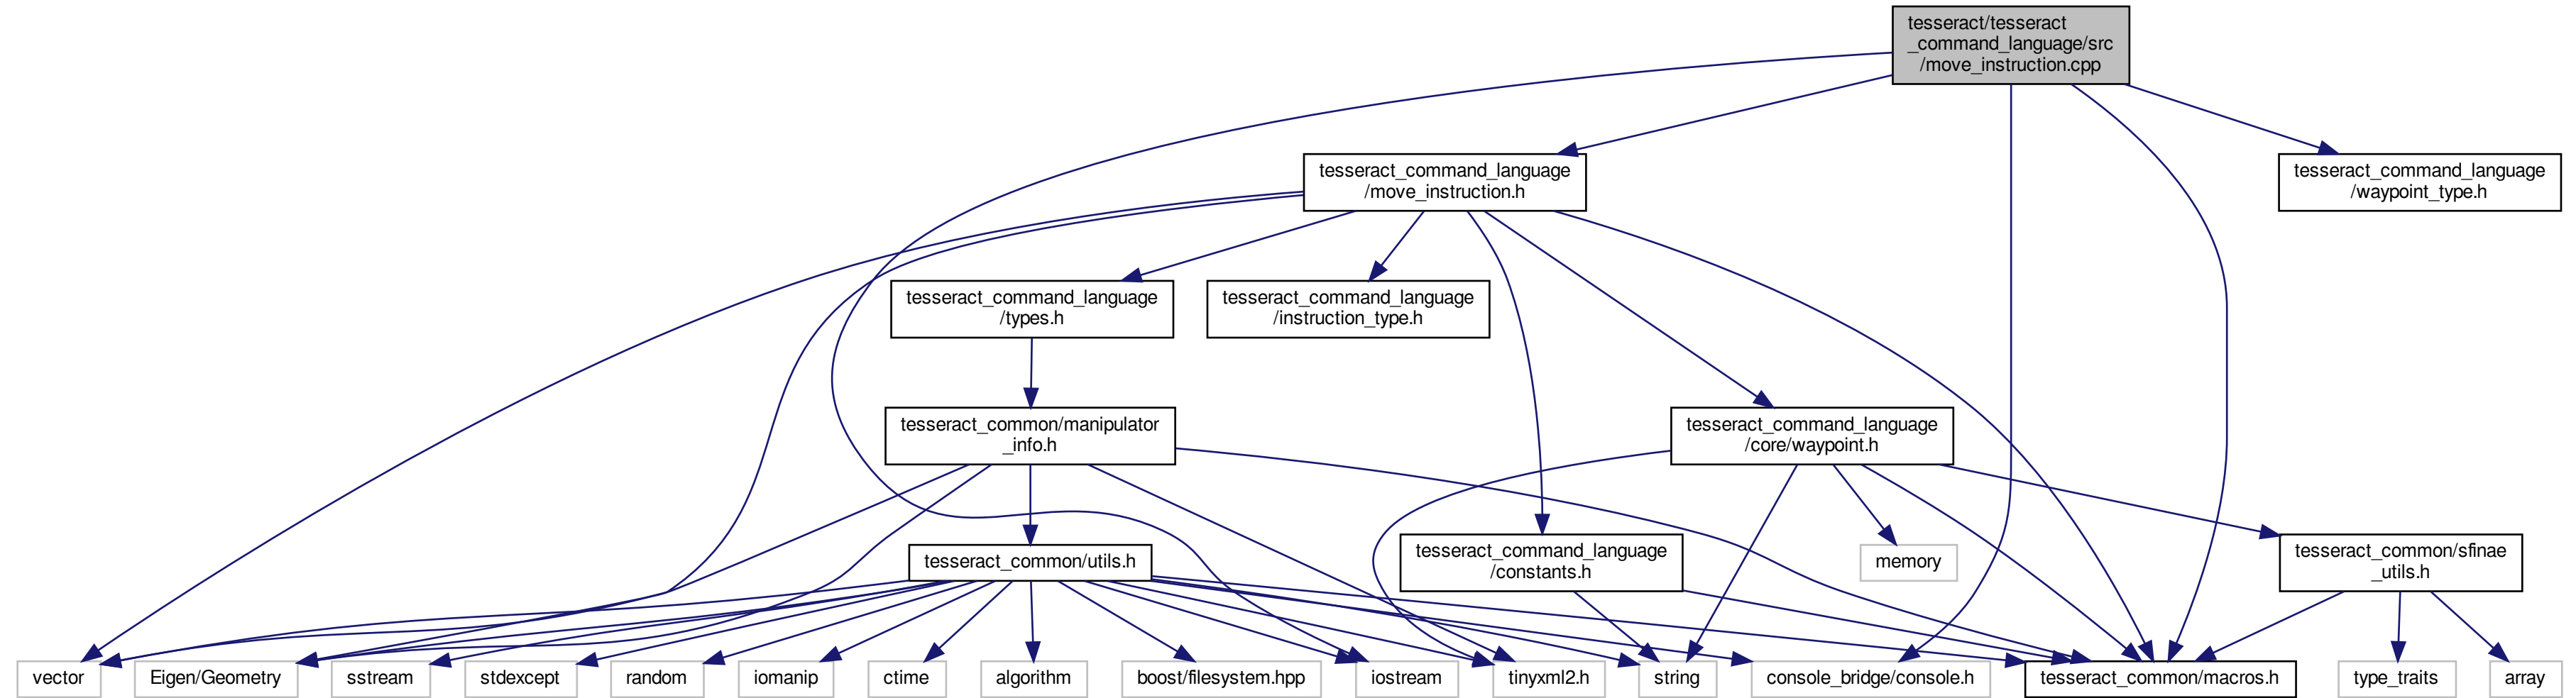 tesseract/tesseract
_command_language/src
/move_instruction.cpp
tesseract_command_language
/move_instruction.h
tesseract_command_language
/waypoint_type.h
tesseract_command_language
/types.h
tesseract_command_language
/instruction_type.h
tesseract_common/manipulator
_info.h
tesseract_command_language
/core/waypoint.h
tesseract_common/utils.h
tesseract_command_language
/constants.h
memory
tesseract_common/sfinae
_utils.h
vector
Eigen/Geometry
sstream
stdexcept
random
iomanip
ctime
algorithm
boost/filesystem.hpp
iostream
tinyxml2.h
string
console_bridge/console.h
tesseract_common/macros.h
type_traits
array